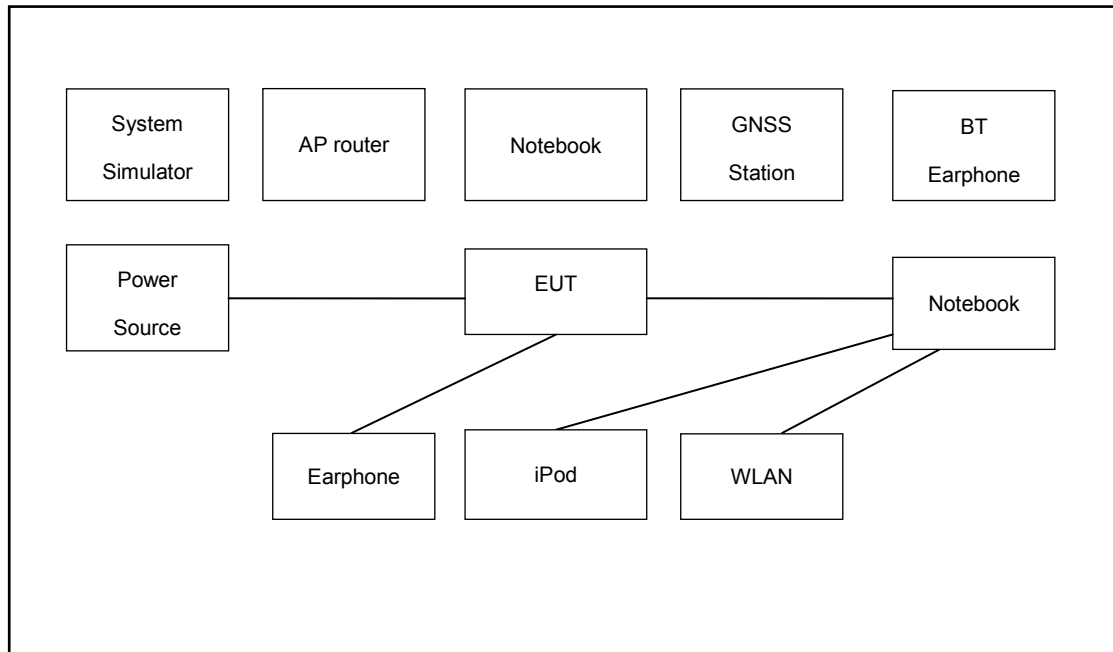 System
Simulator
AP router
Notebook
GNSS
Station
BT
Earphone
Power
Source
EUT
Notebook
Earphone
iPod
WLAN